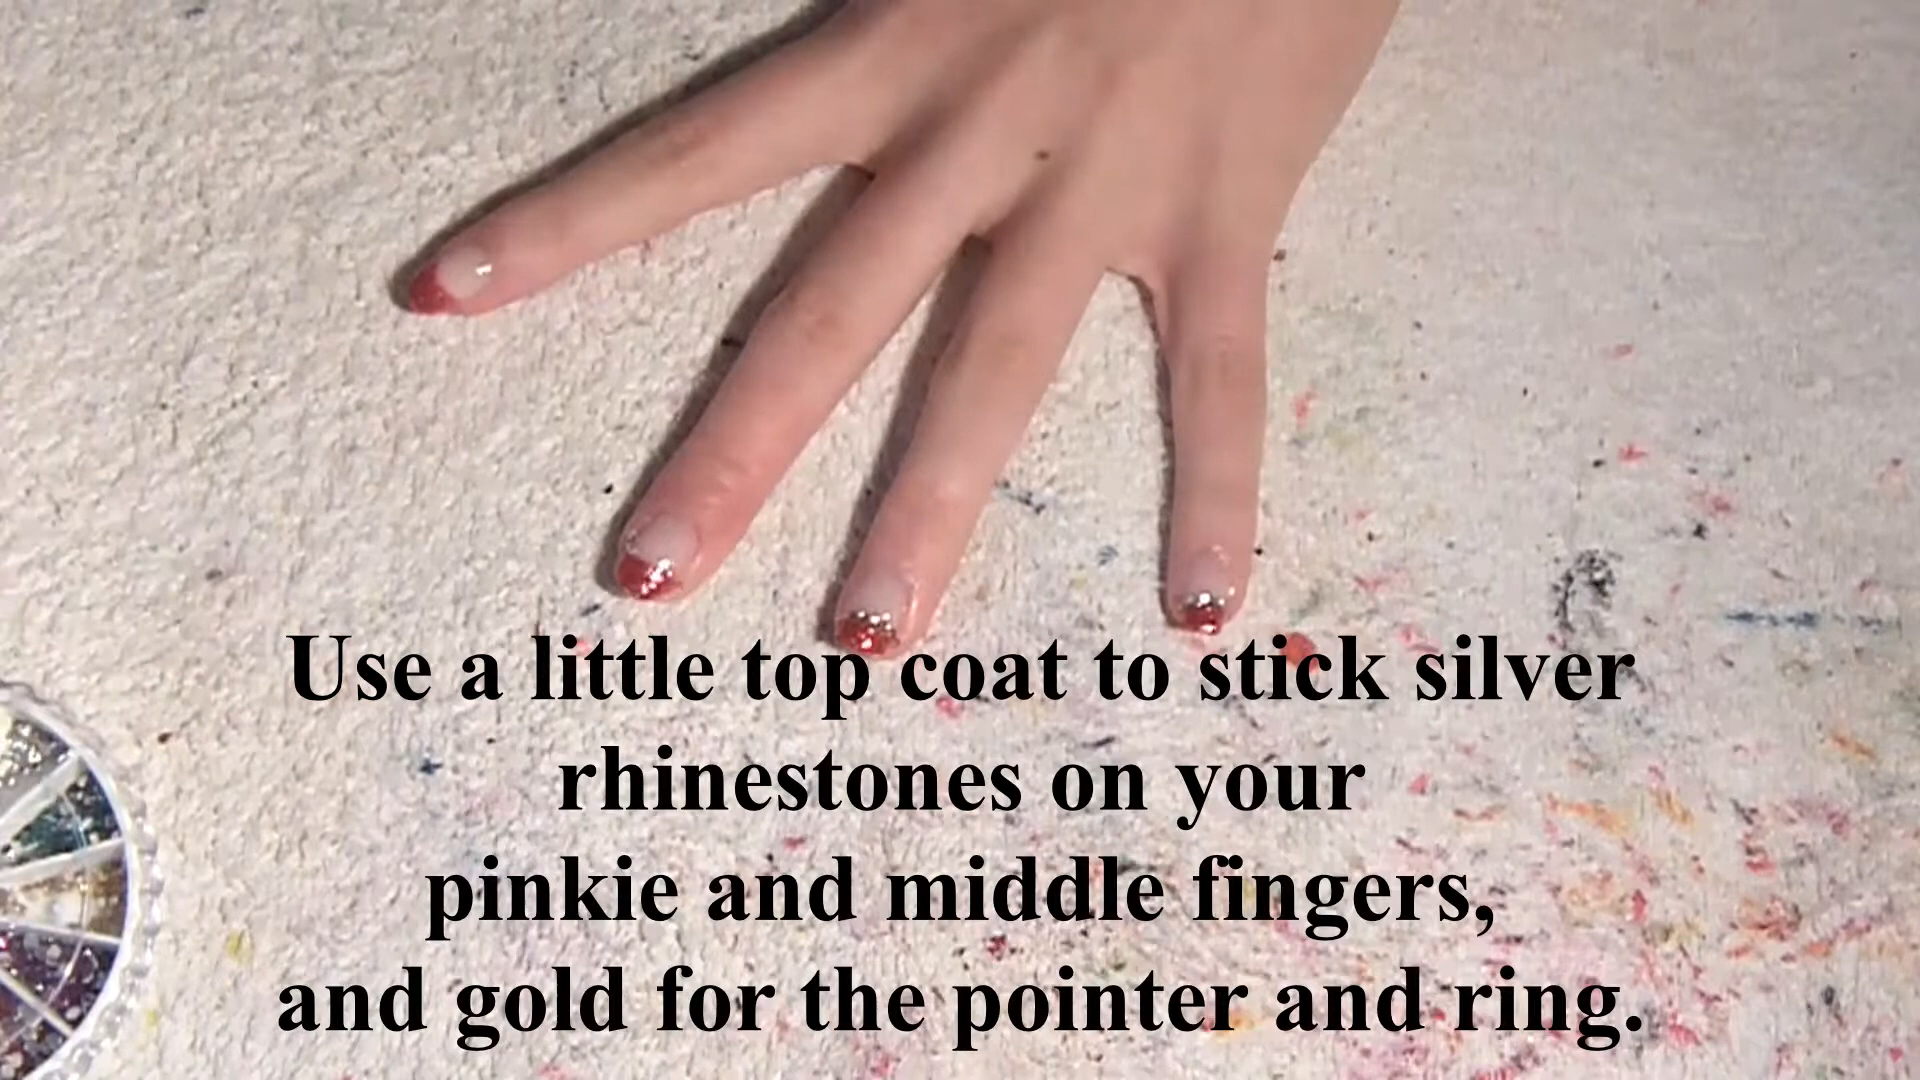 Use a little top coat to stick silver
rhinestones on your
pinkie and middle fingers,
and gold for the pointer and ring.